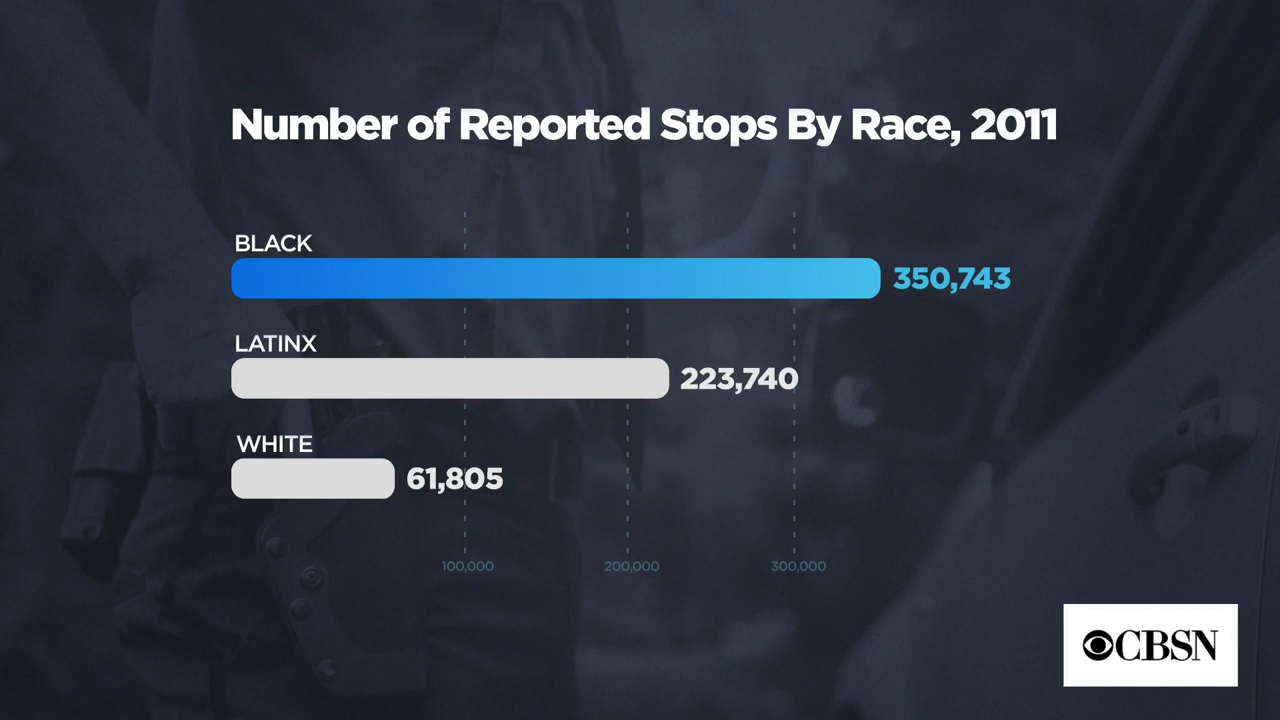 Number of Reported Stops By Race, 2011
BLACK
350,743
LATINX
223,740
WHITE
61,805
100,000 200,000 300,000
CBSN